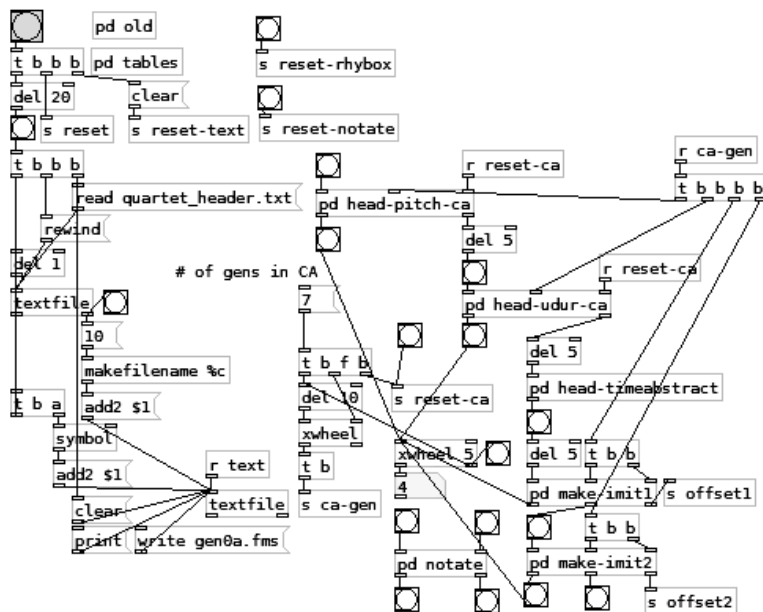 pd old
t b b b
pd tables
s reset-rhybox
del 20
clear
s reset
s reset-text
s reset-notate
t b b b
r reset-ca
r ca-gen
read quartet_header.txt
pd head-pitch-ca
t b b b b
rewind
del 5
del 1
# of gens in CA
r reset-ca
textfile
7
pd head-udur-ca
10
del 5
makefilename %c
t b f b
pd head-timeabstract
add2 $1
del 10
s reset-ca
t b a
symbol
xwheel
xwheel 5
del 5
t b b
r text
add2 $1
t b
4
pd make-imit1
s offset1
clear
textfile
s ca-gen
print
write gen0a.fms
t b b
pd notate
pd make-imit2
s offset2